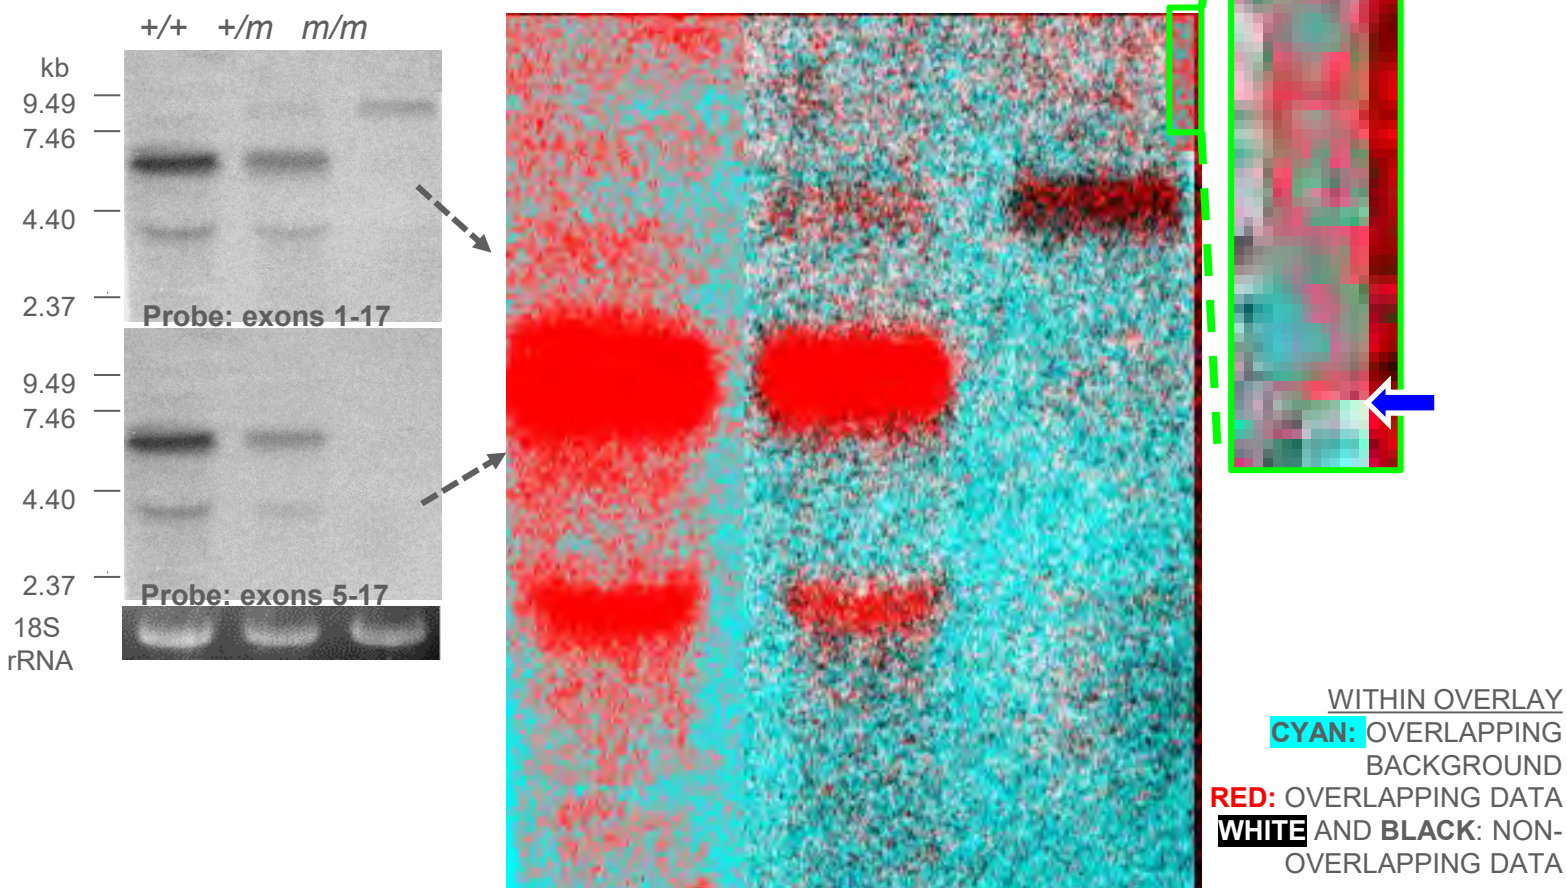 +/+ +/m m/m
kb
9.49
7.46
4.40
2.37
Probe: exons 1-17
9.49
7.46
4.40
2.37
Probe: exons 5-17
18S
rRNA
WITHIN OVERLAY
CYAN: OVERLAPPING
BACKGROUND
RED: OVERLAPPING DATA
WHITE AND BLACK: NON-
OVERLAPPING DATA